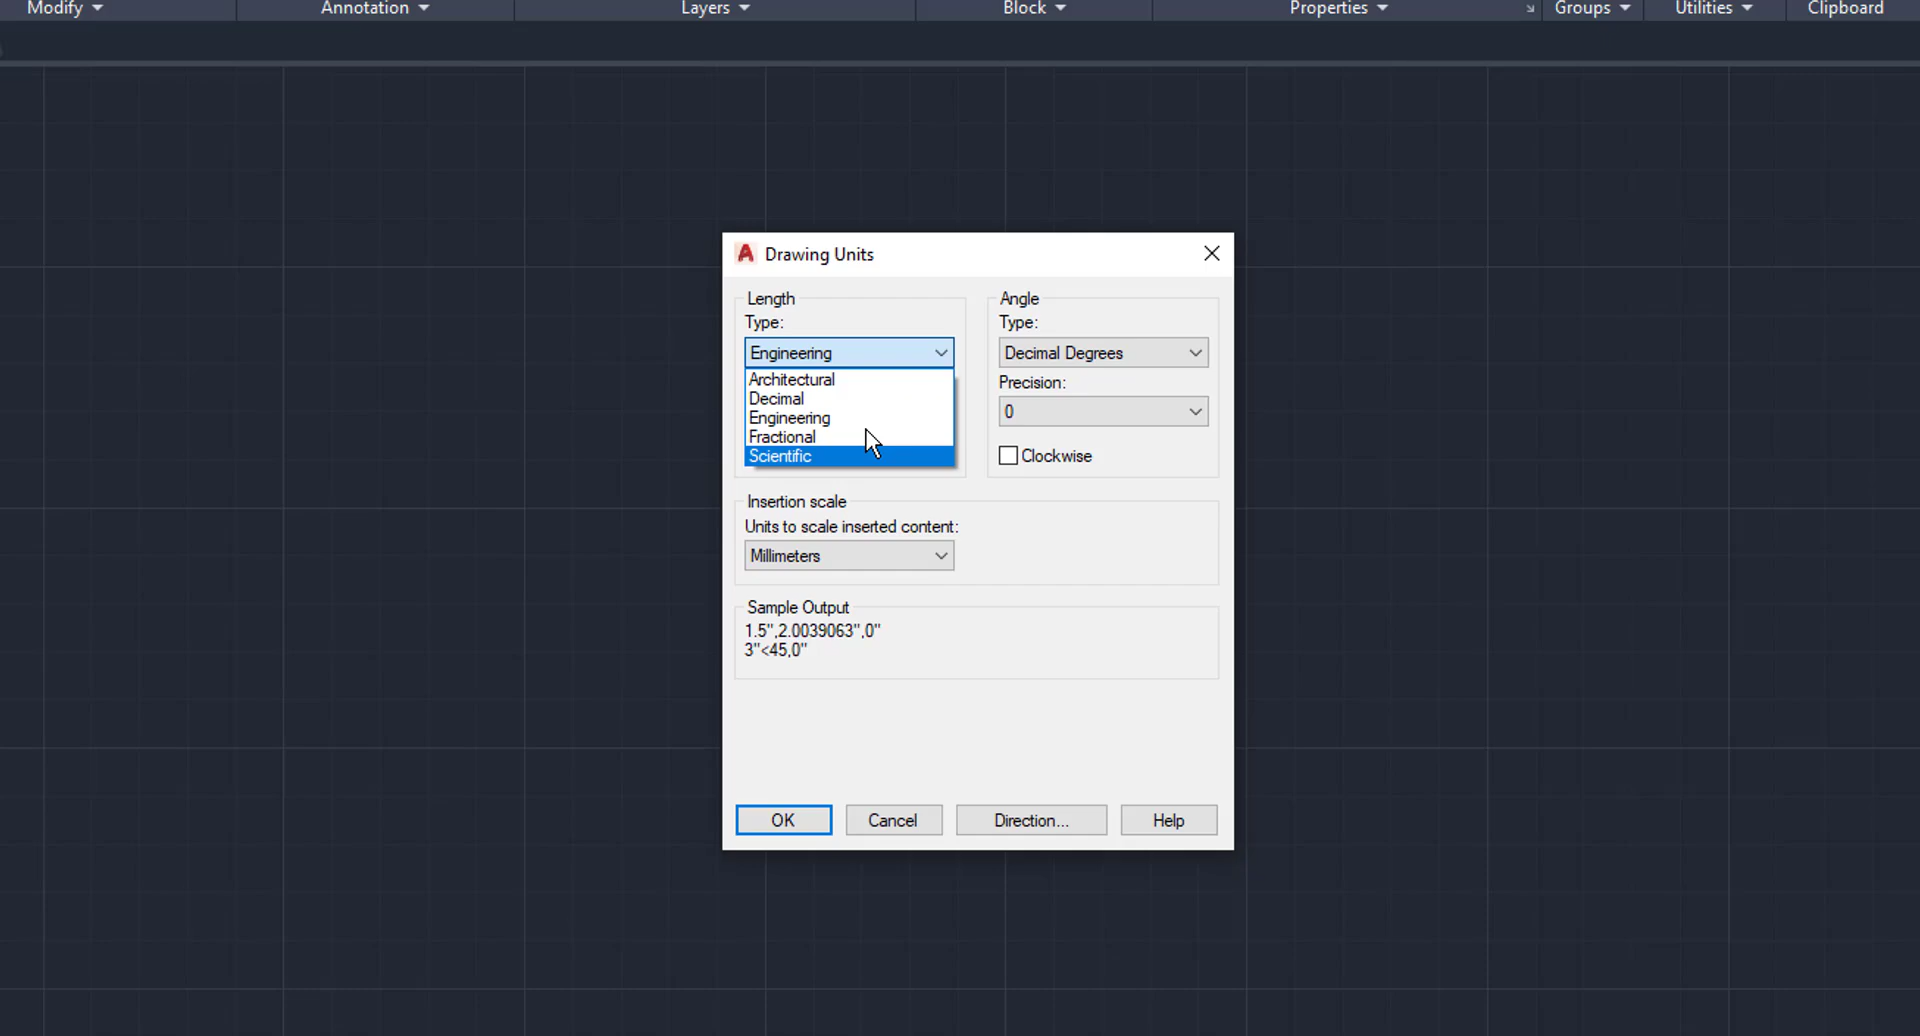 Modify Annotation Layers Block Properties Groups Utilities Clipboard
Drawing Units
Length
Type:
Engineering
Architectural
Decimal
Engineering
Fractional
Scientific
Angle
Type:
Decimal Degrees
Precision:
0
Clockwise
Insertion scale
Units to scale inserted content:
Millimeters
Sample Output
1.5",2.0039063",0"
3"<45,0"
OK Cancel Direction... Help